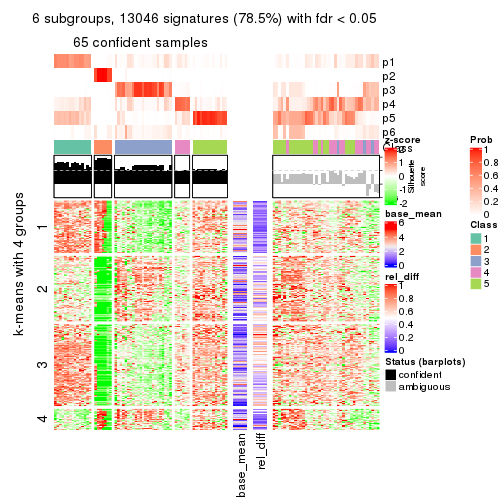 6 subgroups, 13046 signatures (78.5%) with fdr < 0.05
65 confident samples
p1
p2
p3
p4
p5
p6
Class
Silhouette
score
k-means with 4 groups
1
2
3
4
base_mean
rel_diff
z-score
2
1
0
-1
-2
base_mean
6
4
2
0
rel_diff
1
0.8
0.6
0.4
0.2
0
Status (barplots)
confident
ambiguous
Prob
1
0.8
0.6
0.4
0.2
0
Class
1
2
3
4
5